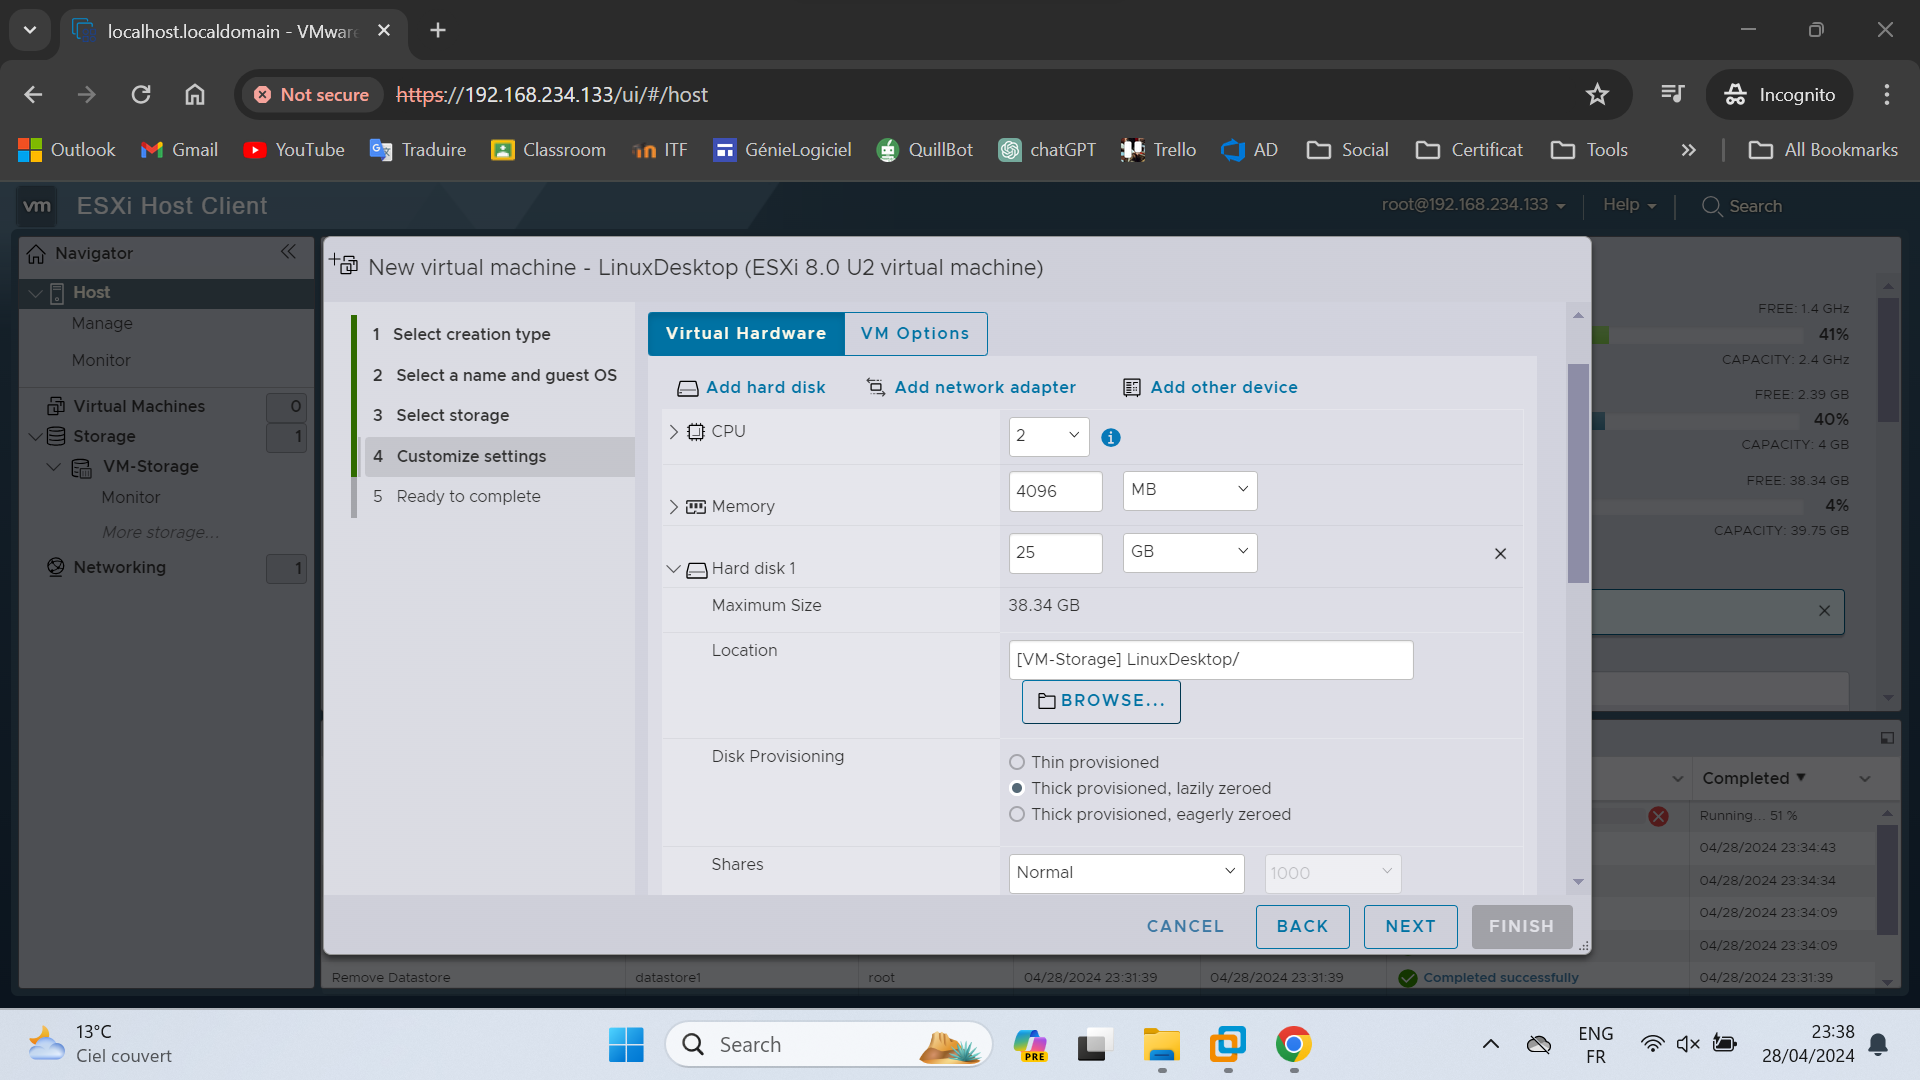 localhost.localdomain - VMware
Not secure https://192.168.234.133/ui/#/host Incognito
Outlook Gmail YouTube Traduire Classroom ITF GénieLogiciel QuillBot chatGPT Trello AD Social Certificat Tools » All Bookmarks
vm ESXi Host Client root@192.168.234.133 Help Search
Navigator
Host
Manage
Monitor
Virtual Machines 0
Storage 1
VM-Storage
Monitor
More storage...
Networking 1
New virtual machine - LinuxDesktop (ESXi 8.0 U2 virtual machine)
1 Select creation type
2 Select a name and guest OS
3 Select storage
4 Customize settings
5 Ready to complete
Virtual Hardware VM Options
Add hard disk Add network adapter Add other device
CPU 2
Memory 4096 MB
Hard disk 1 25 GB
Maximum Size 38.34 GB
Location [VM-Storage] LinuxDesktop/
BROWSE...
Disk Provisioning Thin provisioned
Thick provisioned, lazily zeroed
Thick provisioned, eagerly zeroed
Shares Normal 1000
CANCEL BACK NEXT FINISH
FREE: 1.4 GHz
41%
CAPACITY: 2.4 GHz
FREE: 2.39 GB
40%
CAPACITY: 4 GB
FREE: 38.34 GB
4%
CAPACITY: 39.75 GB
Completed ▼
Running... 51 %
04/28/2024 23:34:43
04/28/2024 23:34:34
04/28/2024 23:34:09
04/28/2024 23:34:09
Remove Datastore datastore1 root 04/28/2024 23:31:39 04/28/2024 23:31:39 Completed successfully 04/28/2024 23:31:39
13°C
Ciel couvert
Search
PRE
ENG
FR
23:38
28/04/2024